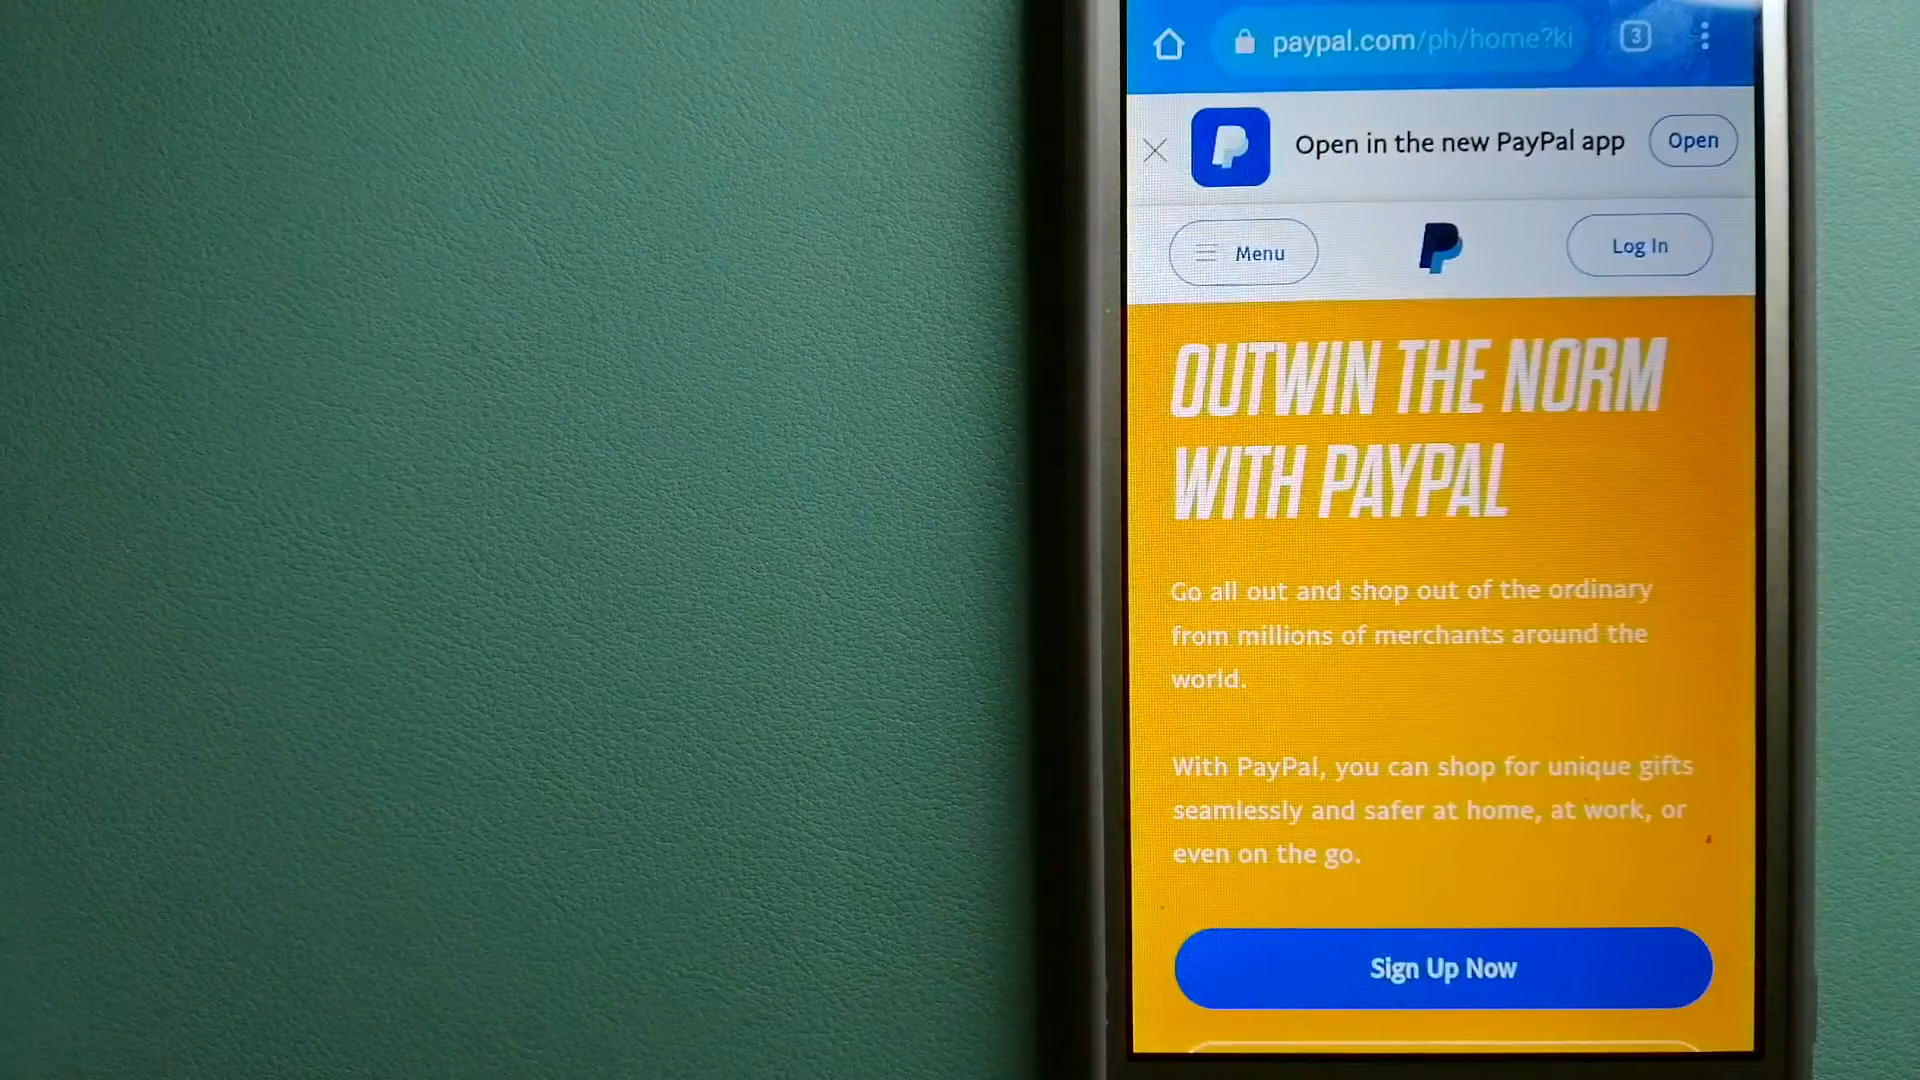 paypal.com/ph/home?ki
3
Open in the new PayPal app
Open
Menu
Log In
OUTWIN THE NORM
WITH PAYPAL
Go all out and shop out of the ordinary
from millions of merchants around the
world.
With PayPal, you can shop for unique gifts
seamlessly and safer at home, at work, or
even on the go.
Sign Up Now